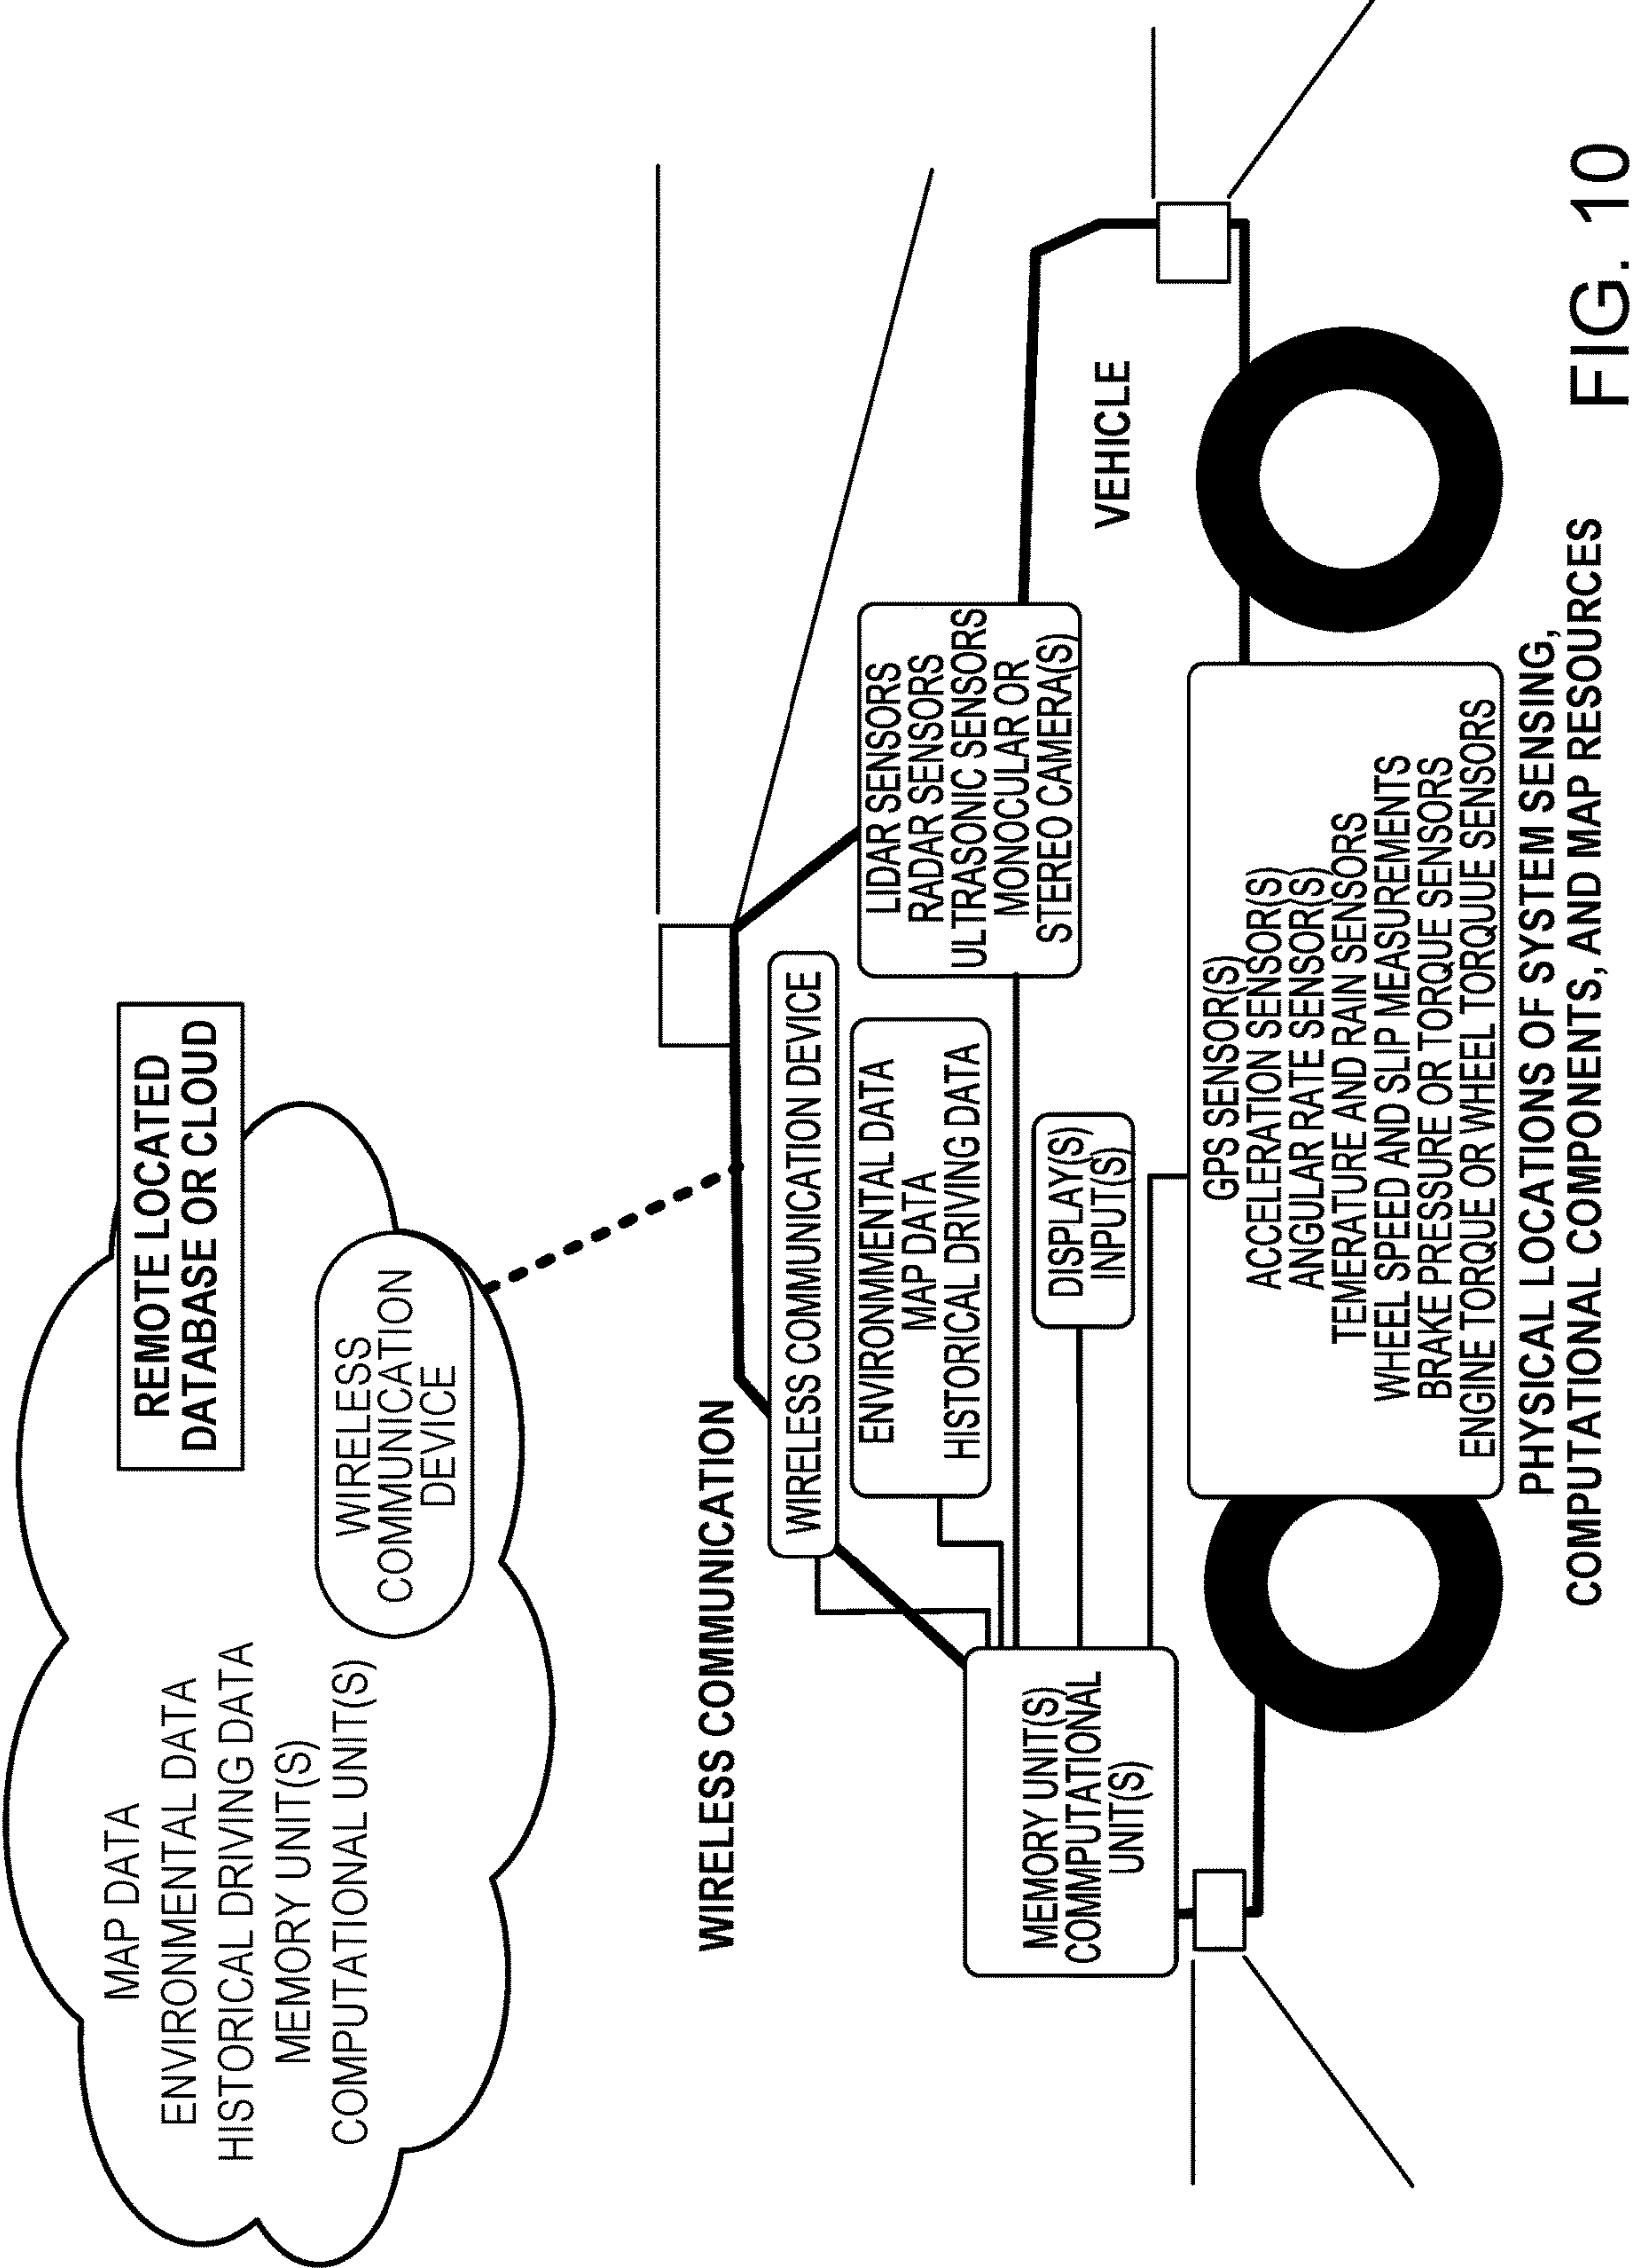 REMOTE LOCATED
DATABASE OR CLOUD
MAP DATA
ENVIRONMENTAL DATA
HISTORICAL DRIVING DATA
MEMORY UNIT(S)
COMPUTATIONAL UNIT(S)
WIRELESS
COMMUNICATION
DEVICE
WIRELESS COMMUNICATION
WIRELESS COMMUNICATION DEVICE
ENVIRONMMENTAL DATA
MAP DATA
HISTORICAL DRIVING DATA
LIDAR SENSORS
RADAR SENSORS
ULTRASONIC SENSORS
MONOCULAR OR
STEREO CAMERA(S)
MEMORY UNIT(S)
COMMPUTATIONAL
UNIT(S)
DISPLAY(S)
INPUT(S)
VEHICLE
GPS SENSOR(S)
ACCELERATION SENSOR(S)
ANGULAR RATE SENSOR(S)
TEMERATURE AND RAIN SENSORS
WHEEL SPEED AND SLIP MEASUREMENTS
BRAKE PRESSURE OR TORQUE SENSORS
ENGINE TORQUE OR WHEEL TORQUUE SENSORS
PHYSICAL LOCATIONS OF SYSTEM SENSING,
COMPUTATIONAL COMPONENTS, AND MAP RESOURCES
FIG. 10